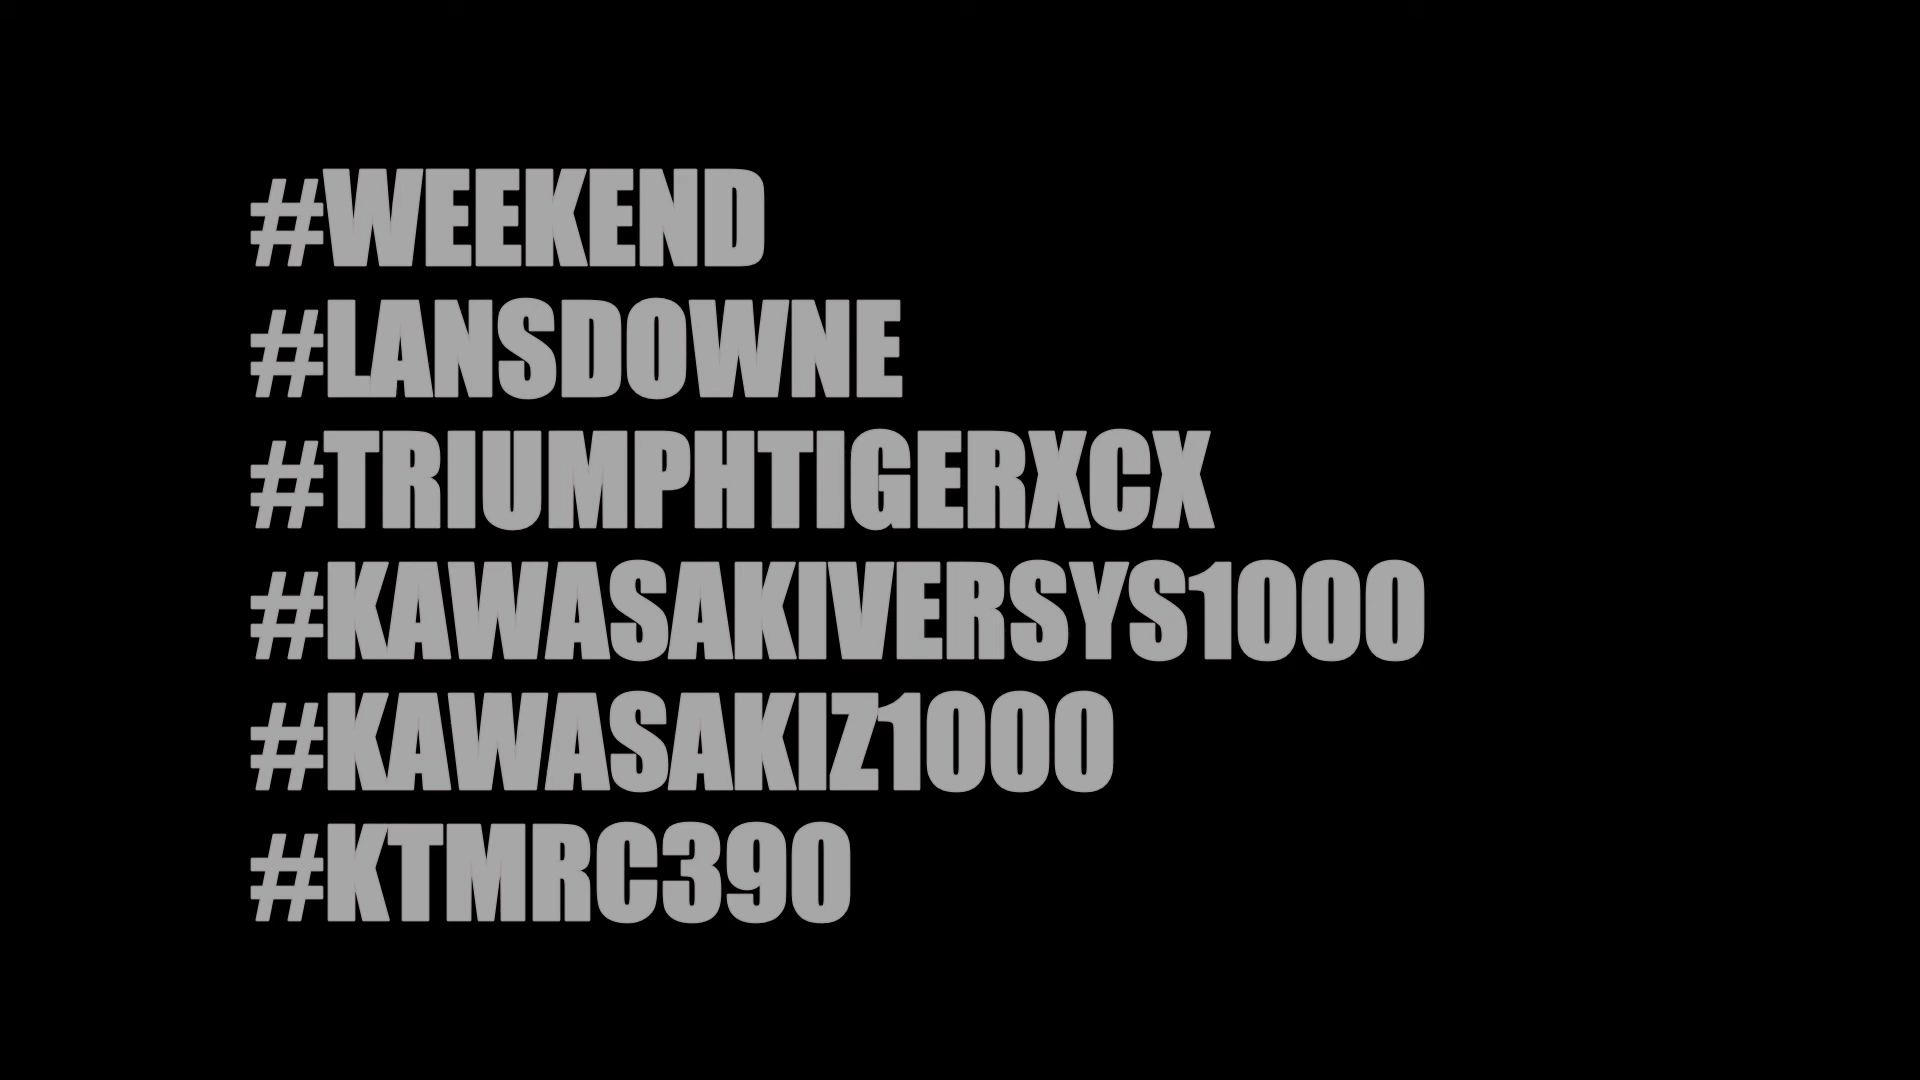 #WEEKEND
#LANSDOWNE
#TRIUMPHTIGERXCX
#KAWASAKIVERSYS1000
#KAWASAKIZ1000
#KTMRC390